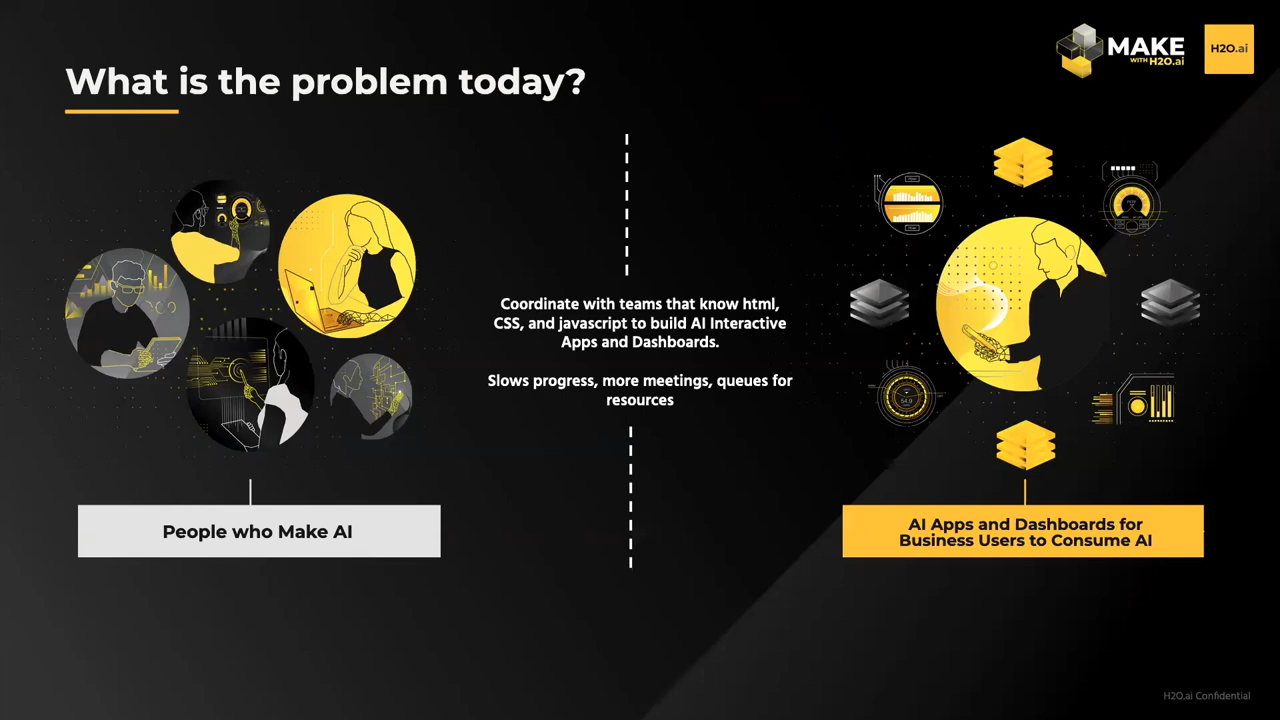 What is the problem today?
MAKE
WITH H2O.ai
H2O.ai
Coordinate with teams that know html,
CSS, and javascript to build AI Interactive
Apps and Dashboards.
Slows progress, more meetings, queues for
resources
54.9
People who Make AI
AI Apps and Dashboards for
Business Users to Consume AI
H2O.ai Confidential